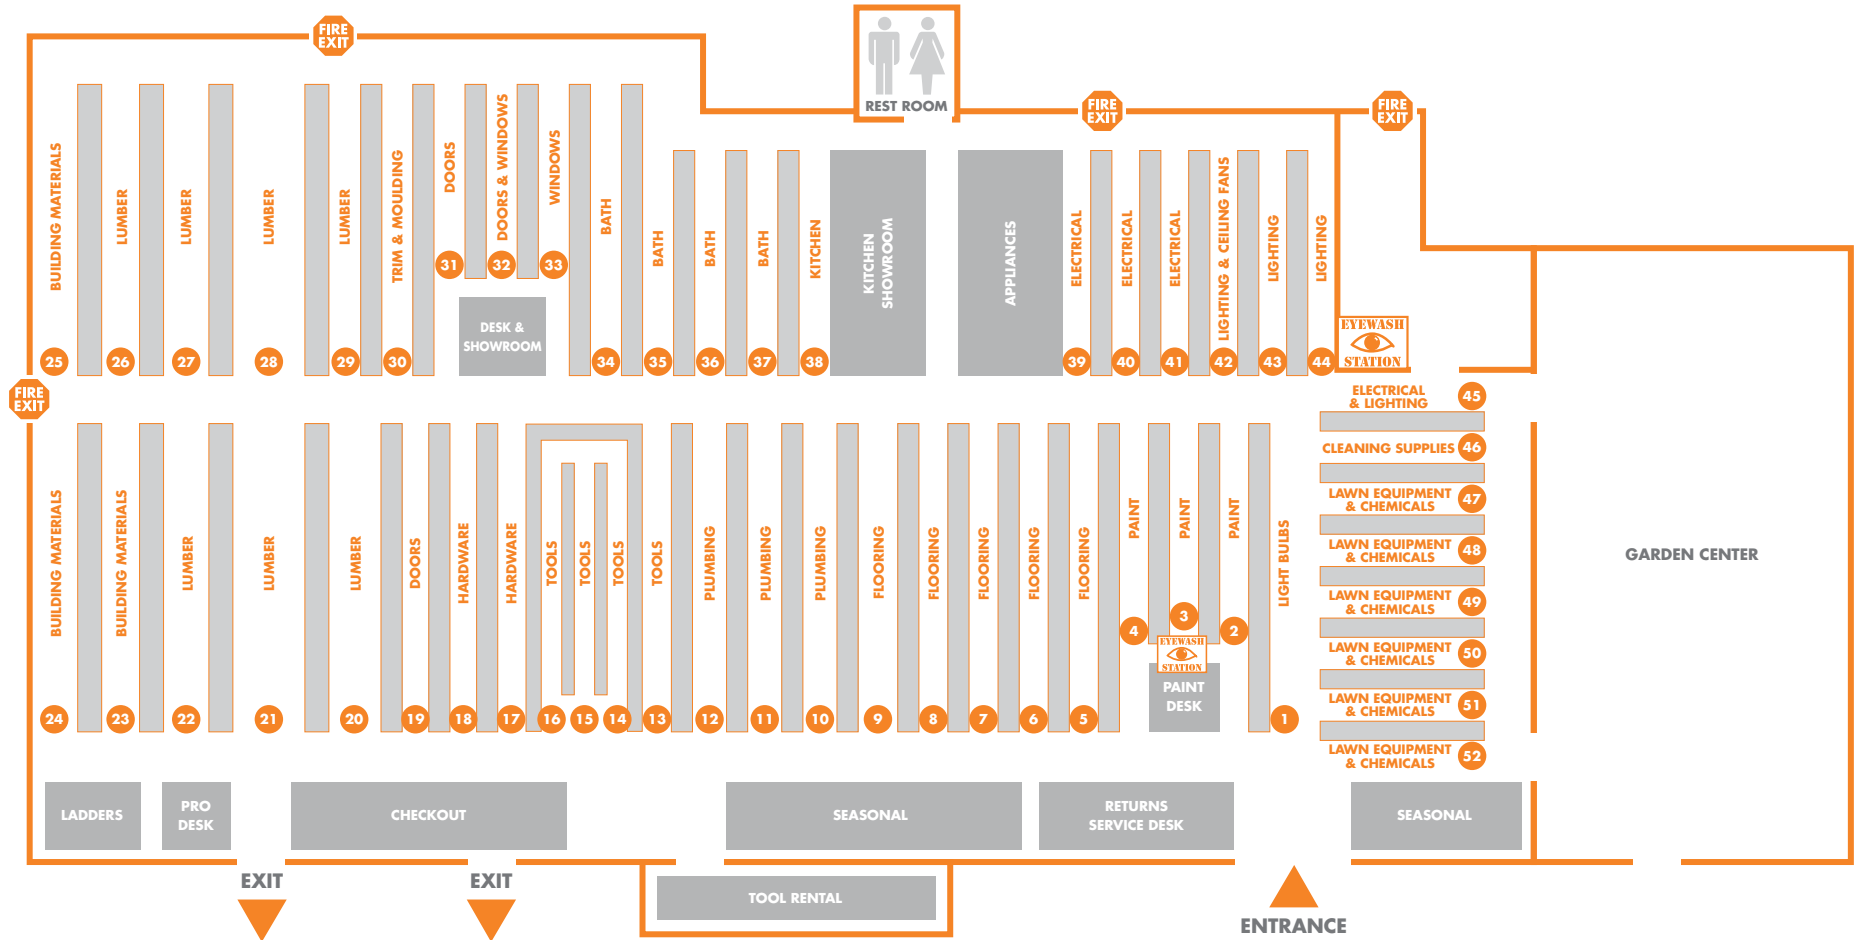 FIRE
EXIT
REST ROOM
FIRE
EXIT
FIRE
EXIT
BUILDING MATERIALS
25
LUMBER
26
LUMBER
27
LUMBER
28
LUMBER
29
TRIM & MOULDING
30
DOORS
31
DOORS & WINDOWS
32
WINDOWS
33
DESK &
SHOWROOM
BATH
34
BATH
35
BATH
36
BATH
37
KITCHEN
38
KITCHEN
SHOWROOM
APPLIANCES
ELECTRICAL
39
ELECTRICAL
40
ELECTRICAL
41
LIGHTING & CEILING FANS
42
LIGHTING
43
LIGHTING
44
EYEWASH
STATION
FIRE
EXIT
ELECTRICAL
& LIGHTING
45
CLEANING SUPPLIES
46
LAWN EQUIPMENT
& CHEMICALS
47
LAWN EQUIPMENT
& CHEMICALS
48
LAWN EQUIPMENT
& CHEMICALS
49
LAWN EQUIPMENT
& CHEMICALS
50
LAWN EQUIPMENT
& CHEMICALS
51
LAWN EQUIPMENT
& CHEMICALS
52
GARDEN CENTER
BUILDING MATERIALS
24
BUILDING MATERIALS
23
LUMBER
22
LUMBER
21
LUMBER
20
DOORS
19
HARDWARE
18
HARDWARE
17
TOOLS
16
TOOLS
15
TOOLS
14
TOOLS
13
PLUMBING
12
PLUMBING
11
PLUMBING
10
FLOORING
9
FLOORING
8
FLOORING
7
FLOORING
6
FLOORING
5
PAINT
4
PAINT
3
PAINT
2
EYEWASH
STATION
PAINT
DESK
LIGHT BULBS
1
LADDERS
PRO
DESK
CHECKOUT
SEASONAL
RETURNS
SERVICE DESK
SEASONAL
EXIT
EXIT
TOOL RENTAL
ENTRANCE